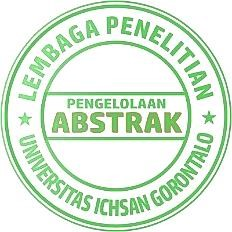 LEMBAGA PENELITIAN
PENGELOLAAN
ABSTRAK
UNIVERSITAS ICHSAN GORONTALO